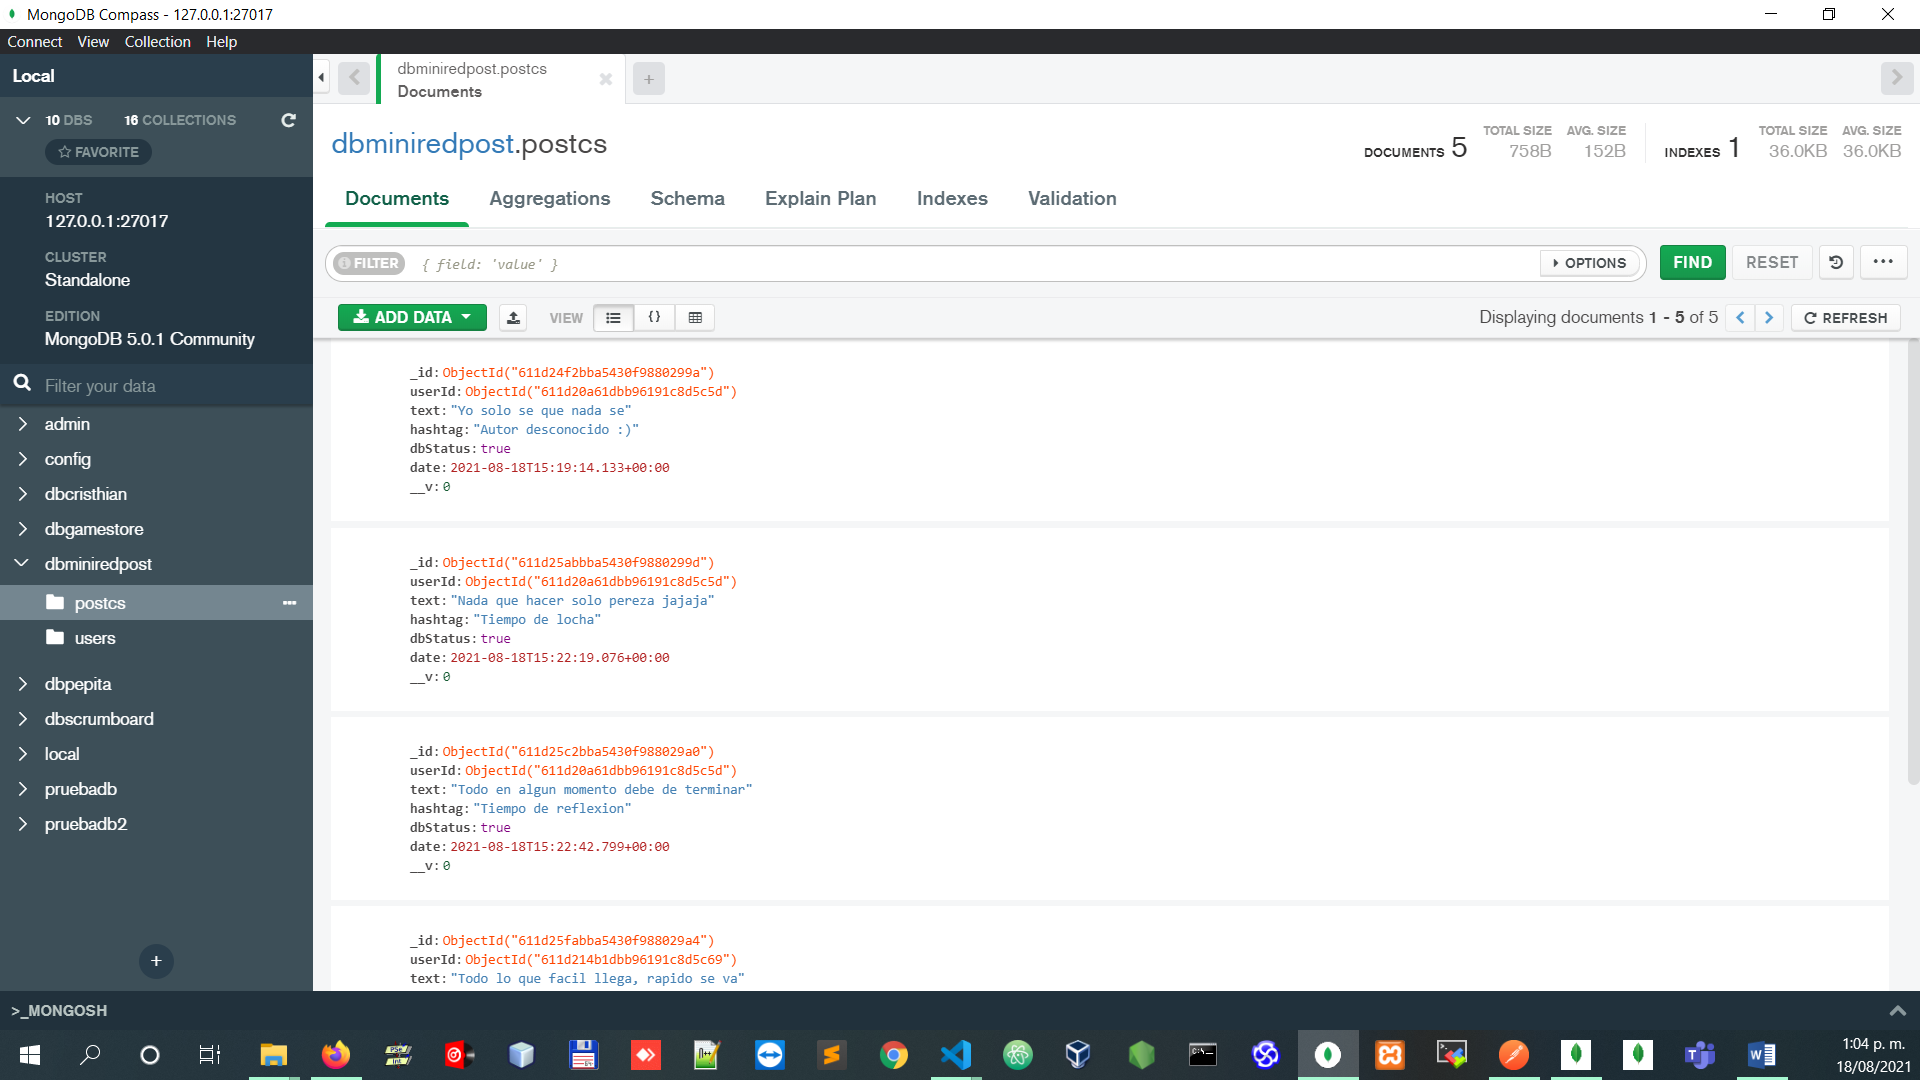 MongoDB Compass - 127.0.0.1:27017
Connect View Collection Help
Local
10 DBS 16 COLLECTIONS
FAVORITE
HOST
127.0.0.1:27017
CLUSTER
Standalone
EDITION
MongoDB 5.0.1 Community
Filter your data
admin
config
dbcristhian
dbgamestore
dbminiredpost
postcs
users
dbpepita
dbscrumboard
local
pruebadb
pruebadb2
dbminiredpost.postcs
Documents
dbminiredpost.postcs
DOCUMENTS 5 TOTAL SIZE 758B AVG. SIZE 152B INDEXES 1 TOTAL SIZE 36.0KB AVG. SIZE 36.0KB
Documents Aggregations Schema Explain Plan Indexes Validation
FILTER { field: 'value' } OPTIONS FIND RESET
ADD DATA VIEW {} Displaying documents 1 - 5 of 5 REFRESH
_id: ObjectId("611d24f2bba5430f9880299a")
userId: ObjectId("611d20a61dbb96191c8d5c5d")
text: "Yo solo se que nada se"
hashtag: "Autor desconocido :)"
dbStatus: true
date: 2021-08-18T15:19:14.133+00:00
__v: 0
_id: ObjectId("611d25abbba5430f9880299d")
userId: ObjectId("611d20a61dbb96191c8d5c5d")
text: "Nada que hacer solo pereza jajaja"
hashtag: "Tiempo de locha"
dbStatus: true
date: 2021-08-18T15:22:19.076+00:00
__v: 0
_id: ObjectId("611d25c2bba5430f988029a0")
userId: ObjectId("611d20a61dbb96191c8d5c5d")
text: "Todo en algun momento debe de terminar"
hashtag: "Tiempo de reflexion"
dbStatus: true
date: 2021-08-18T15:22:42.799+00:00
__v: 0
_id: ObjectId("611d25fabba5430f988029a4")
userId: ObjectId("611d214b1dbb96191c8d5c69")
text: "Todo lo que facil llega, rapido se va"
>_MONGOSH
1:04 p. m.
18/08/2021